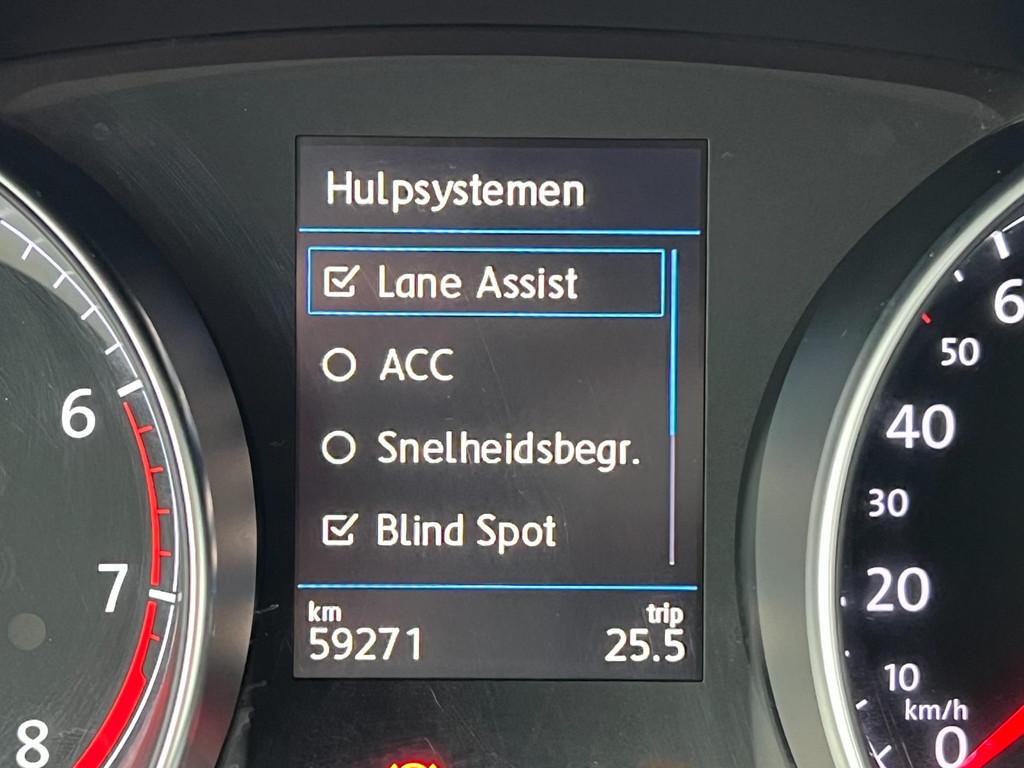 Hulpsystemen
Lane Assist
ACC
Snelheidsbegr.
Blind Spot
km
trip
59271
25.5
6
7
8
6
50
40
30
20
10
km/h
0